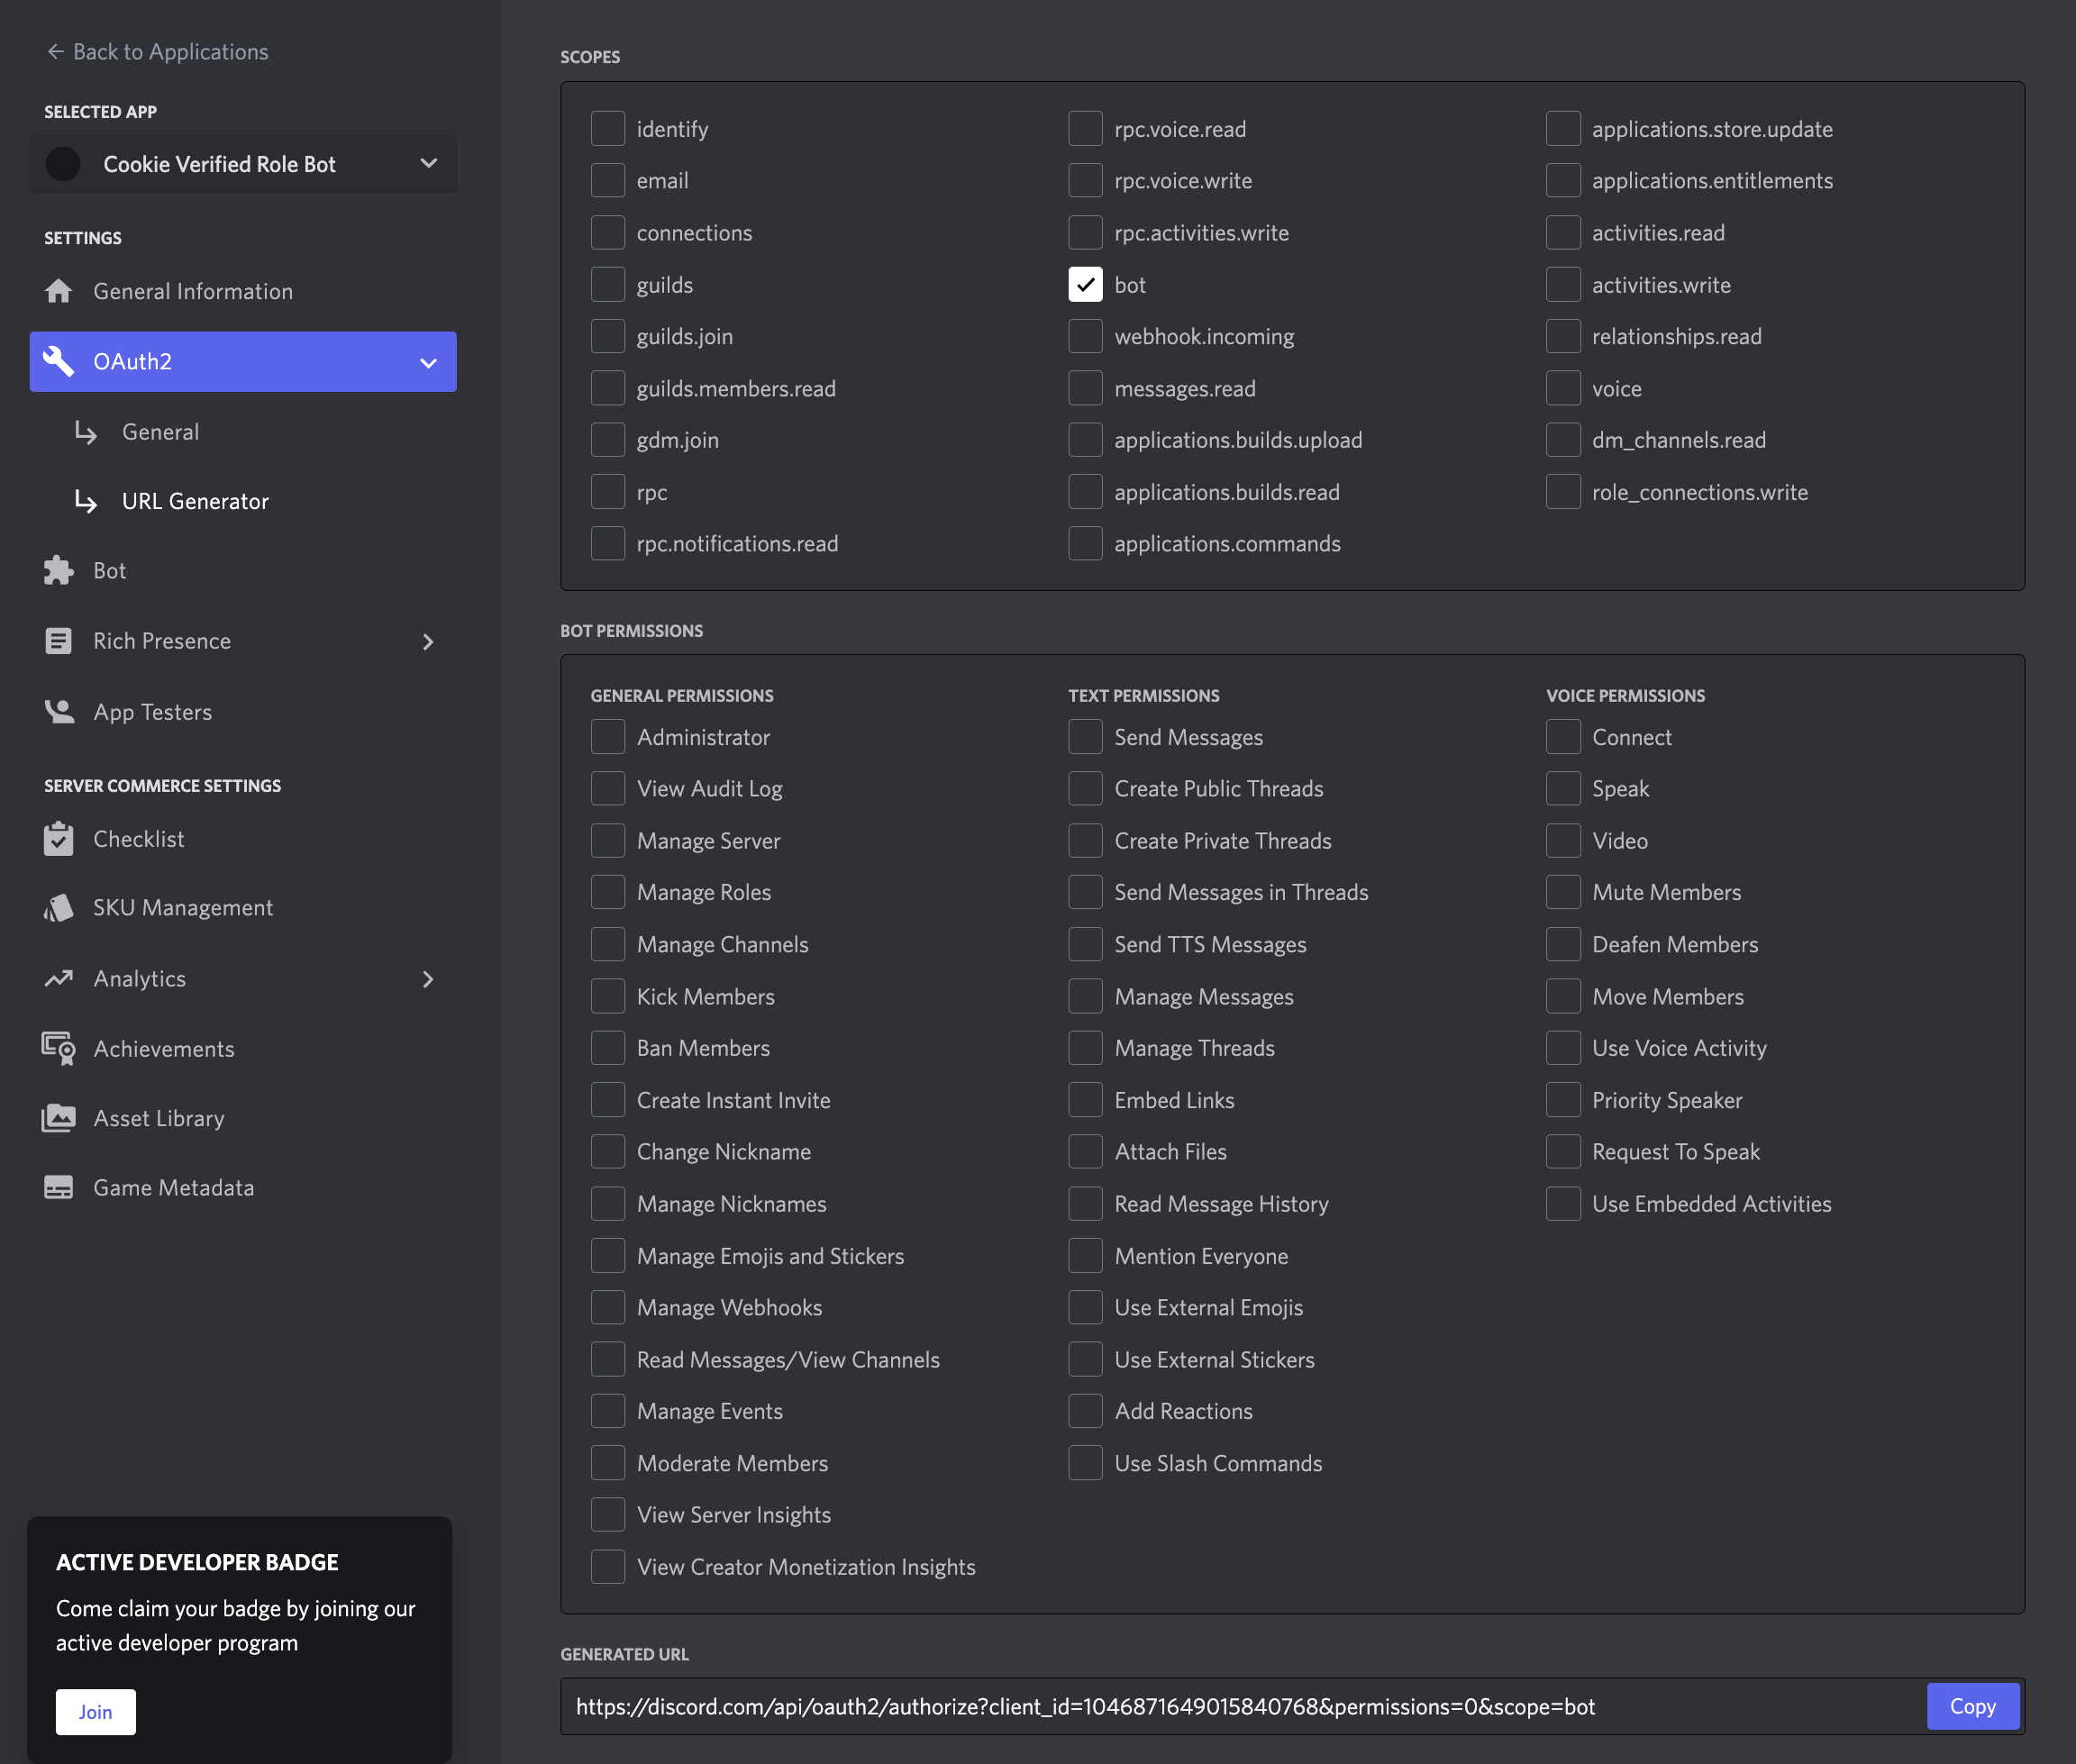 Back to Applications
SELECTED APP
Cookie Verified Role Bot
SETTINGS
General Information
OAuth2
General
URL Generator
Bot
Rich Presence
App Testers
SERVER COMMERCE SETTINGS
Checklist
SKU Management
Analytics
Achievements
Asset Library
Game Metadata
ACTIVE DEVELOPER BADGE
Come claim your badge by joining our
active developer program
Join
SCOPES
identify
email
connections
guilds
guilds.join
guilds.members.read
gdm.join
rpc
rpc.notifications.read
rpc.voice.read
rpc.voice.write
rpc.activities.write
bot
webhook.incoming
messages.read
applications.builds.upload
applications.builds.read
applications.commands
applications.store.update
applications.entitlements
activities.read
activities.write
relationships.read
voice
dm_channels.read
role_connections.write
BOT PERMISSIONS
GENERAL PERMISSIONS
Administrator
View Audit Log
Manage Server
Manage Roles
Manage Channels
Kick Members
Ban Members
Create Instant Invite
Change Nickname
Manage Nicknames
Manage Emojis and Stickers
Manage Webhooks
Read Messages/View Channels
Manage Events
Moderate Members
View Server Insights
View Creator Monetization Insights
TEXT PERMISSIONS
Send Messages
Create Public Threads
Create Private Threads
Send Messages in Threads
Send TTS Messages
Manage Messages
Manage Threads
Embed Links
Attach Files
Read Message History
Mention Everyone
Use External Emojis
Use External Stickers
Add Reactions
Use Slash Commands
VOICE PERMISSIONS
Connect
Speak
Video
Mute Members
Deafen Members
Move Members
Use Voice Activity
Priority Speaker
Request To Speak
Use Embedded Activities
GENERATED URL
https://discord.com/api/oauth2/authorize?client_id=1046871649015840768&permissions=0&scope=bot
Copy